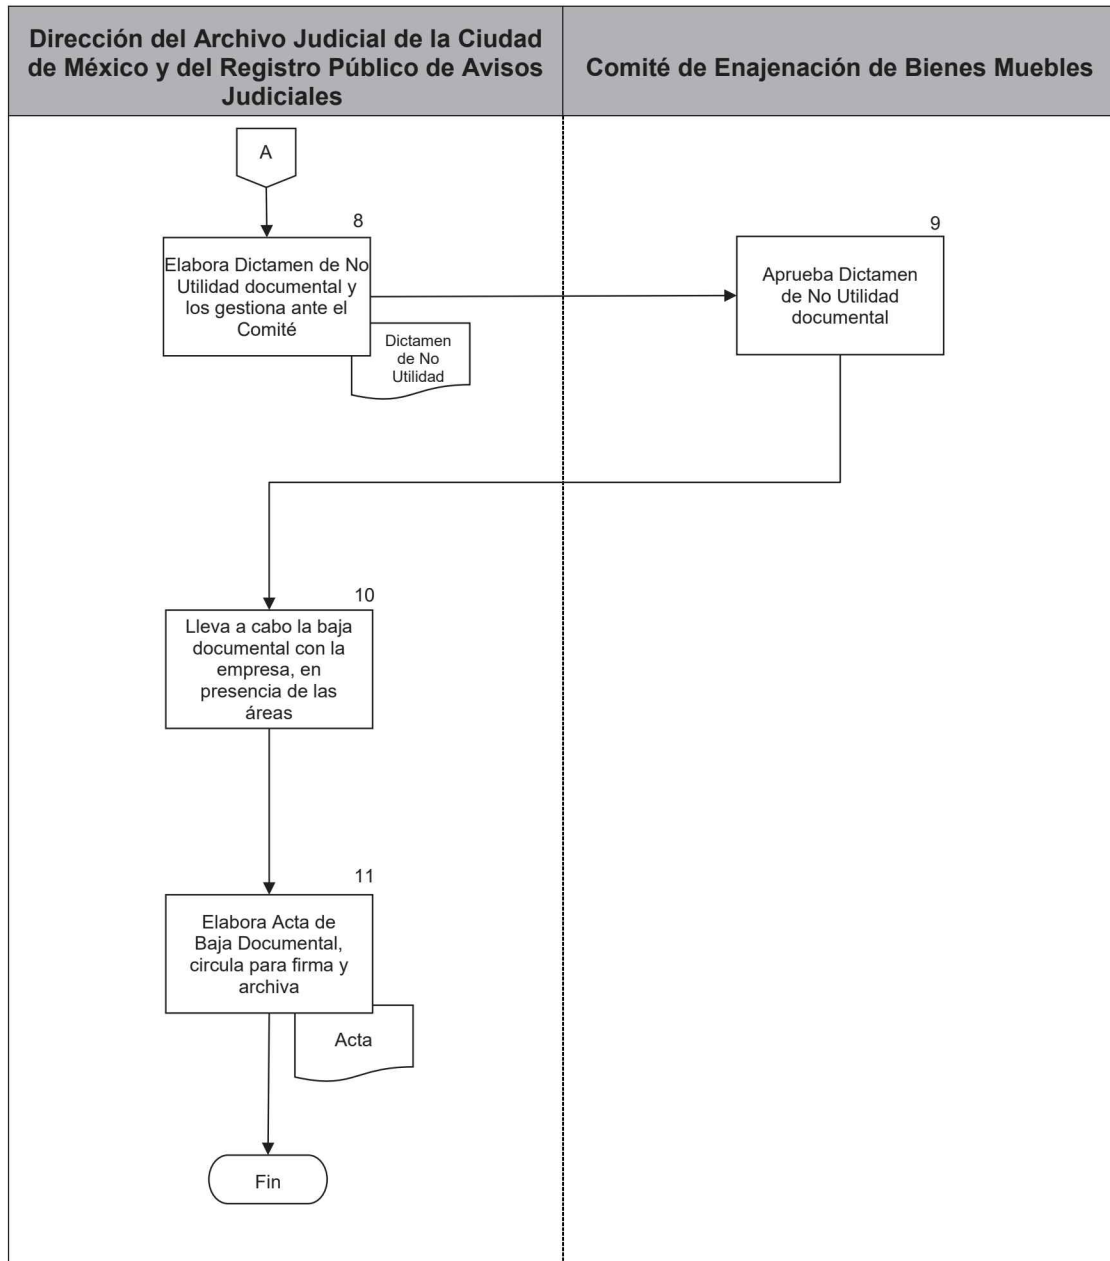 Dirección del Archivo Judicial de la Ciudad
de México y del Registro Público de Avisos
Judiciales
Comité de Enajenación de Bienes Muebles
A
8
Elabora Dictamen de No
Utilidad documental y
los gestiona ante el
Comité
Dictamen
de No
Utilidad
9
Aprueba Dictamen
de No Utilidad
documental
10
Lleva a cabo la baja
documental con la
empresa, en
presencia de las
áreas
11
Elabora Acta de
Baja Documental,
circula para firma y
archiva
Acta
Fin